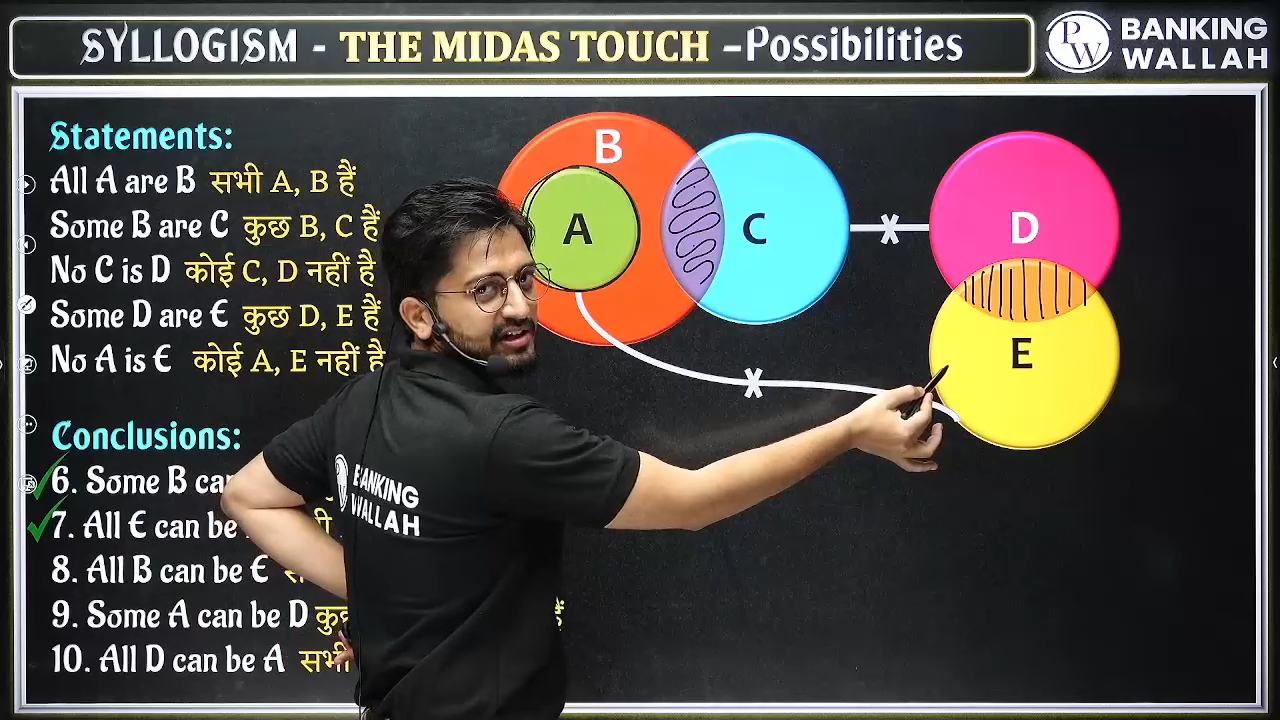 SYLLOGISM - THE MIDAS TOUCH -Possibilities
PW
BANKING
WALLAH
Statements:
All A are B सभी A, B हैं
Some B are C कुछ B, C हैं
No C is D कोई C, D नहीं है
Some D are E कुछ D, E हैं
No A is E कोई A, E नहीं है
Conclusions:
6. Some B
7. All E can be
8. All B can be E
9. Some A can be D
10. All D can be A सभी
B
A
C
D
E
BANKING
WALLAH